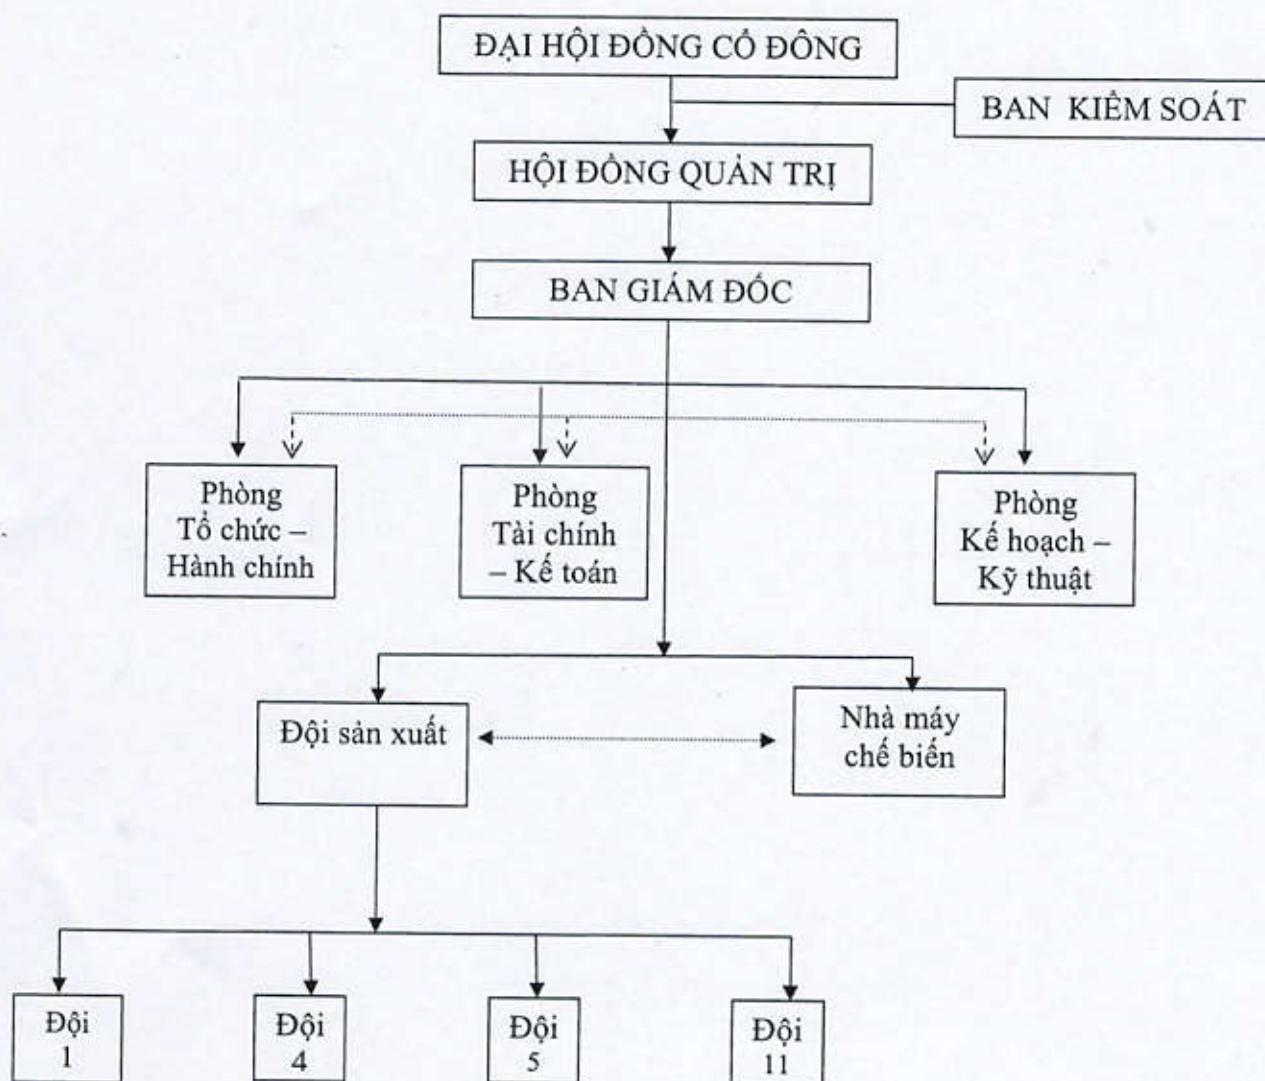 ĐẠI HỘI ĐỒNG CỔ ĐÔNG
BAN KIỂM SOÁT
HỘI ĐỒNG QUẢN TRỊ
BAN GIÁM ĐỐC
Phòng
Tổ chức –
Hành chính
Phòng
Tài chính
– Kế toán
Phòng
Kế hoạch –
Kỹ thuật
Đội sản xuất
Nhà máy
chế biến
Đội
1
Đội
4
Đội
5
Đội
11